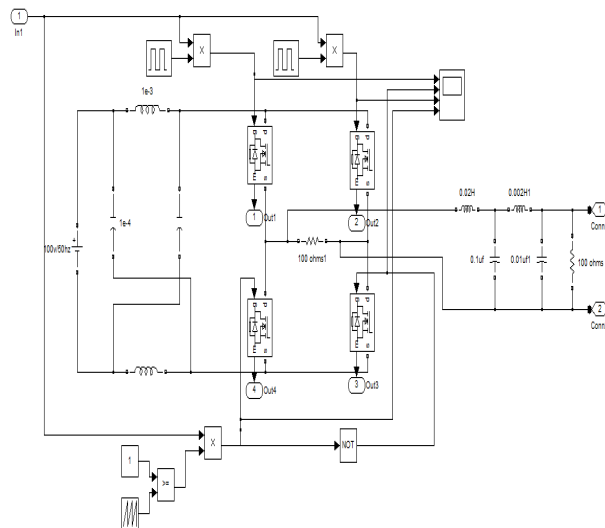 1
In1
X
X
1e-3
1e-4
100v/50hz
+
1
Out1
2
Out2
100 ohms1
0.02H
0.002H1
0.1uf
0.01uf1
100 ohms
1
Conn
2
Conn
4
Out4
3
Out3
X
NOT
1
>=